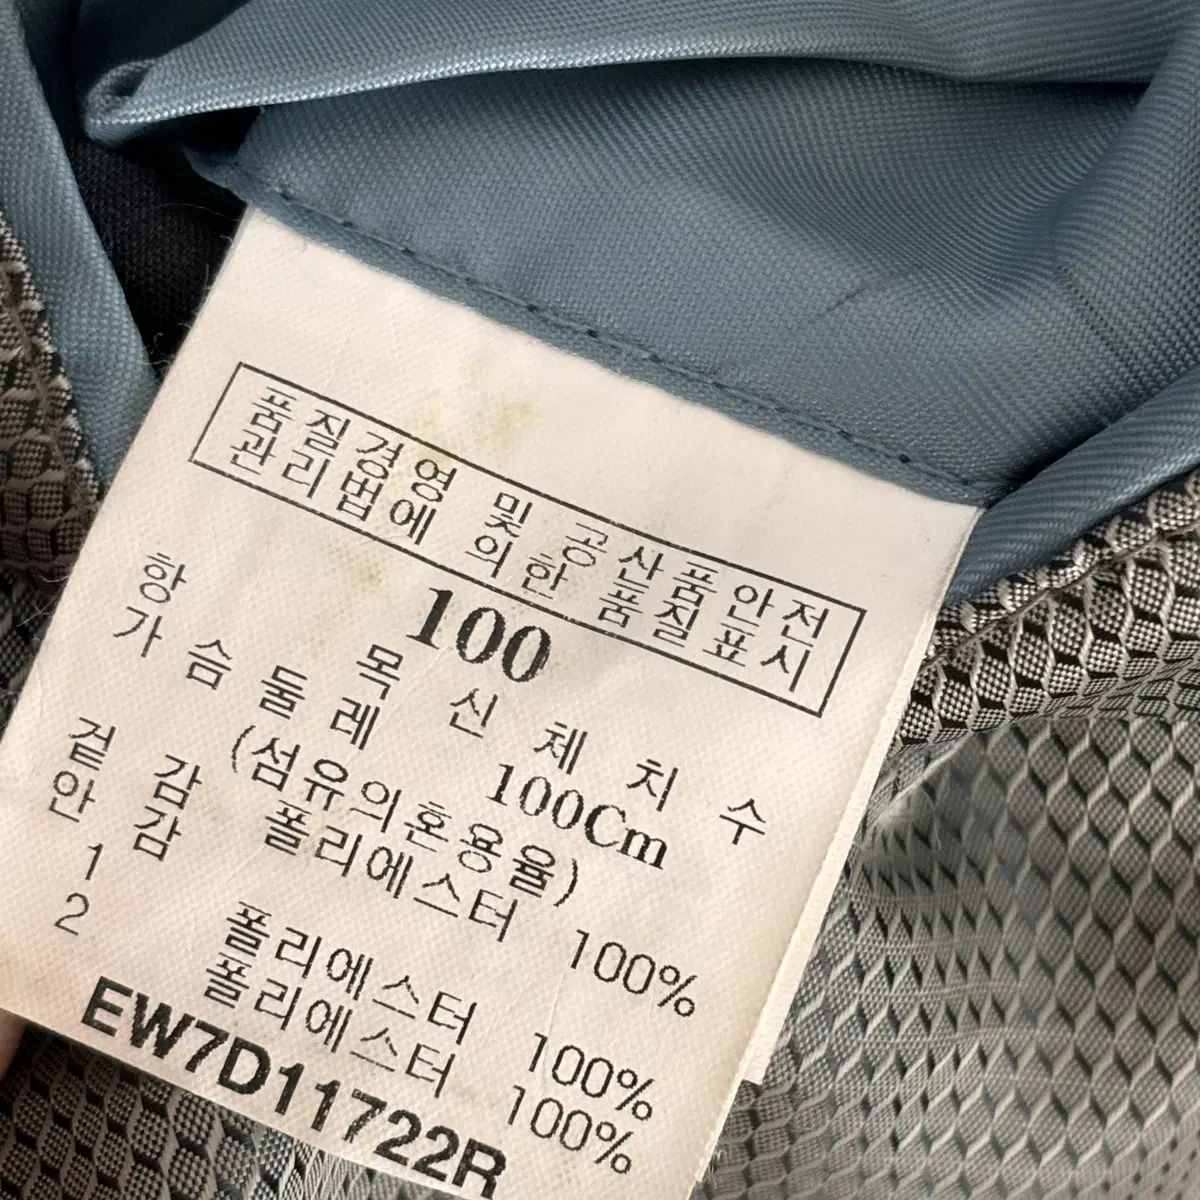 품질경영 및 공산품안전
관리법에 의한 품질표시
100
항 목 신 체 치 수
가 슴 둘 레 100Cm
(섬유의혼용율)
겉 감 폴리에스터 100%
안 감
1 폴리에스터 100%
2 폴리에스터 100%
EW7D11722R